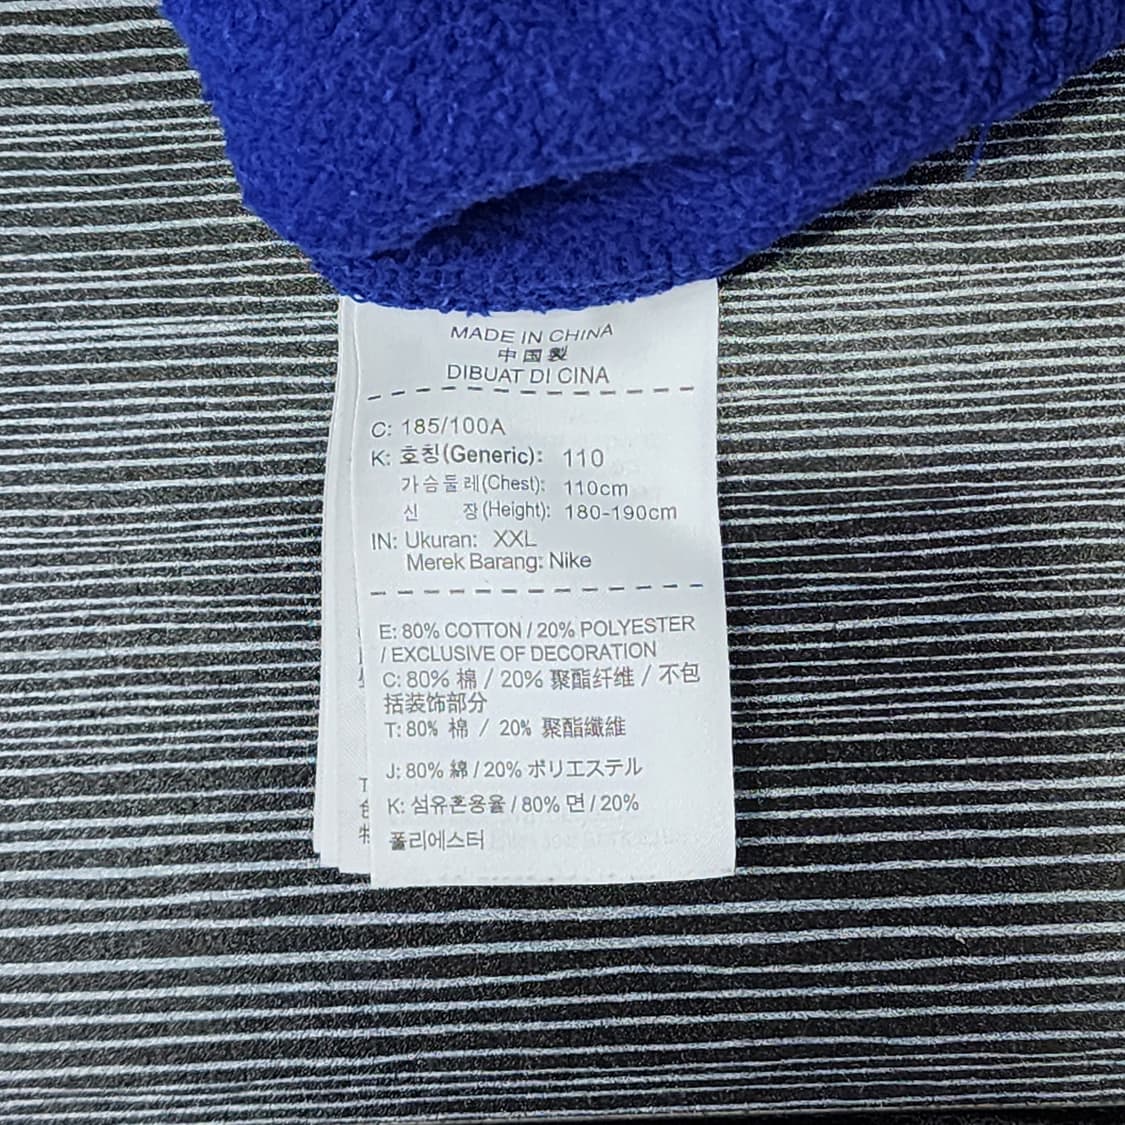 MADE IN CHINA
中国製
DIBUAT DI CINA
C: 185/100A
K: 호칭(Generic): 110
가슴둘레(Chest): 110cm
신 장(Height): 180-190cm
IN: Ukuran: XXL
Merek Barang: Nike
E: 80% COTTON / 20% POLYESTER
/ EXCLUSIVE OF DECORATION
C: 80% 棉 / 20% 聚酯纤维 / 不包
括装饰部分
T: 80% 棉 / 20% 聚酯纖維
J: 80% 綿 / 20% ポリエステル
K: 섬유혼용율 / 80% 면 / 20%
폴리에스터